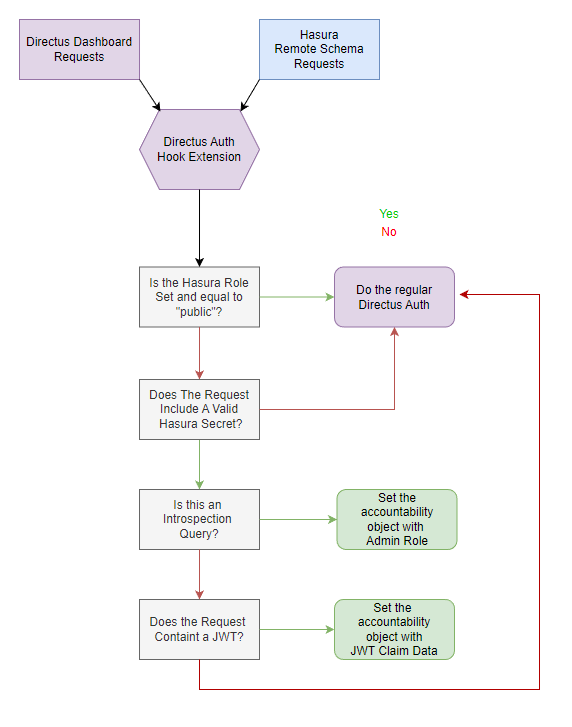 Directus Dashboard
Requests
Hasura
Remote Schema
Requests
Directus Auth
Hook Extension
Yes
No
Is the Hasura Role
Set and equal to
"public"?
Do the regular
Directus Auth
Does The Request
Include A Valid
Hasura Secret?
Is this an
Introspection
Query?
Set the
accountability
object with
Admin Role
Does the Request
Containt a JWT?
Set the
accountability
object with
JWT Claim Data